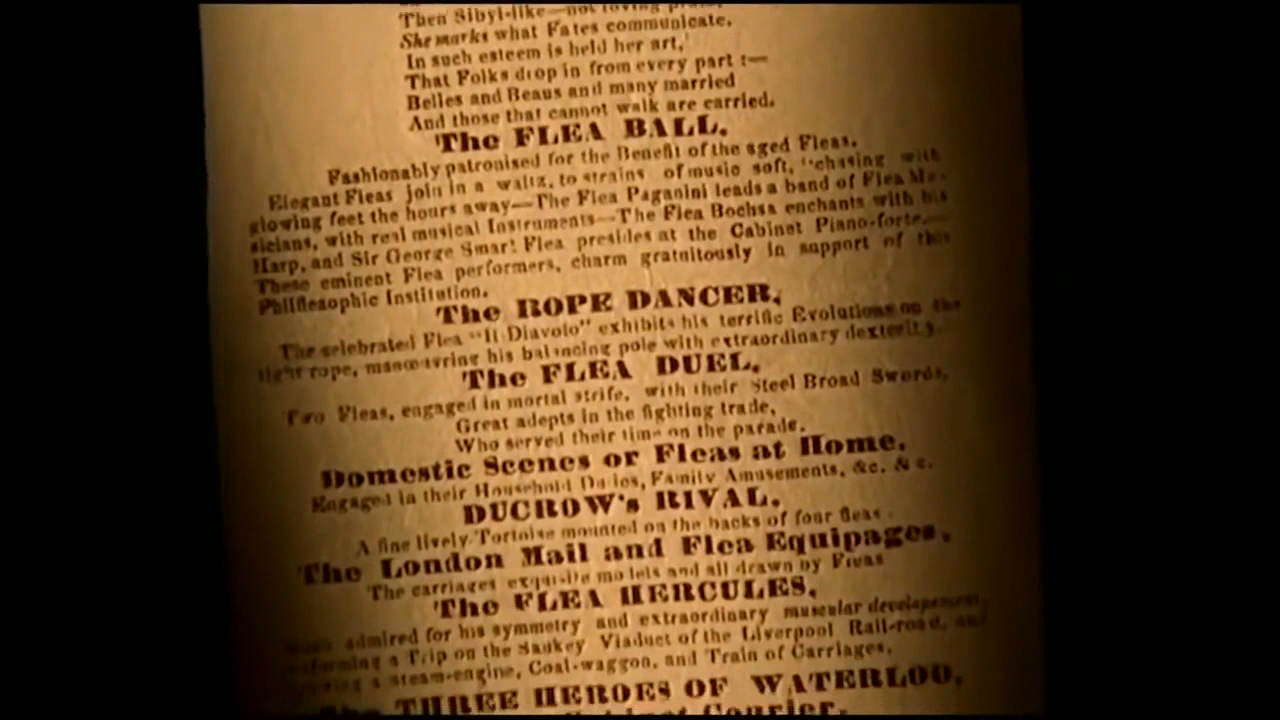 Then Sibyl-like—not loving
She marks what Fates communicate.
In such esteem is held her art,
That Folks drop in from every part :—
Belles and Beaus and many married
And those that cannot walk are carried.
The FLEA BALL.
Fashionably patronised for the Benefit of the aged Fleas.
Elegant Fleas join in a waltz, to strains of music soft, "chasing with
glowing feet the hours away—The Flea Paganini leads a band of Flea Mu-
sicians, with real musical Instruments—The Flea Bochsa enchants with his
Harp, and Sir George Smart Flea presides at the Cabinet Piano-forte.—
These eminent Flea performers, charm gratuitously in support of this
Philfleaophic Institution.
The ROPE DANCER.
The celebrated Flea "Il Diavolo" exhibits his terrific Evolutions on the
tight rope, manœuvring his balancing pole with extraordinary dexterity.
The FLEA DUEL.
Two Fleas, engaged in mortal strife, with their Steel Broad Swords.
Great adepts in the fighting trade,
Who served their time on the parade.
Domestic Scenes or Fleas at Home.
Engaged in their Household Duties, Family Amusements, &c. &c.
DUCROW's RIVAL.
A fine lively Tortoise mounted on the backs of four fleas.
The London Mail and Flea Equipages.
The carriages exquisite models and all drawn by Fleas
The FLEA HERCULES.
admired for his symmetry and extraordinary muscular developement,
performing a Trip on the Sankey Viaduct of the Liverpool Rail-road, and
drawing a steam-engine, Coal-waggon, and Train of Carriages.
The THREE HEROES OF WATERLOO.
Cabinet Courier.